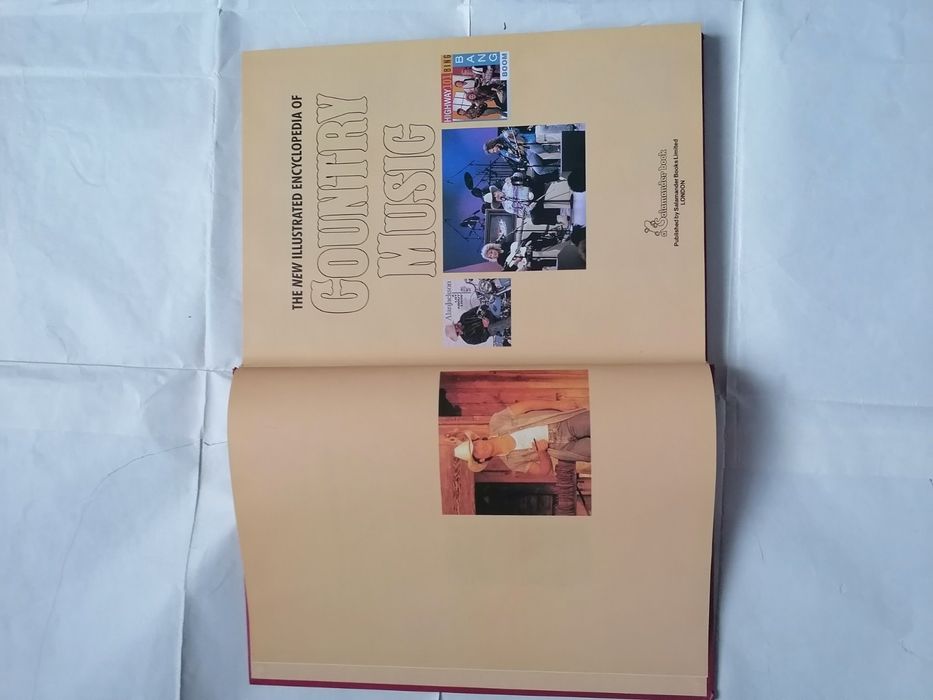 THE NEW ILLUSTRATED ENCYCLOPEDIA OF
COUNTRY
MUSIC
Alan Jackson
HIGHWAY 101 BING
BANG
BOOM
a Salamander book
Published by Salamander Books Limited
LONDON